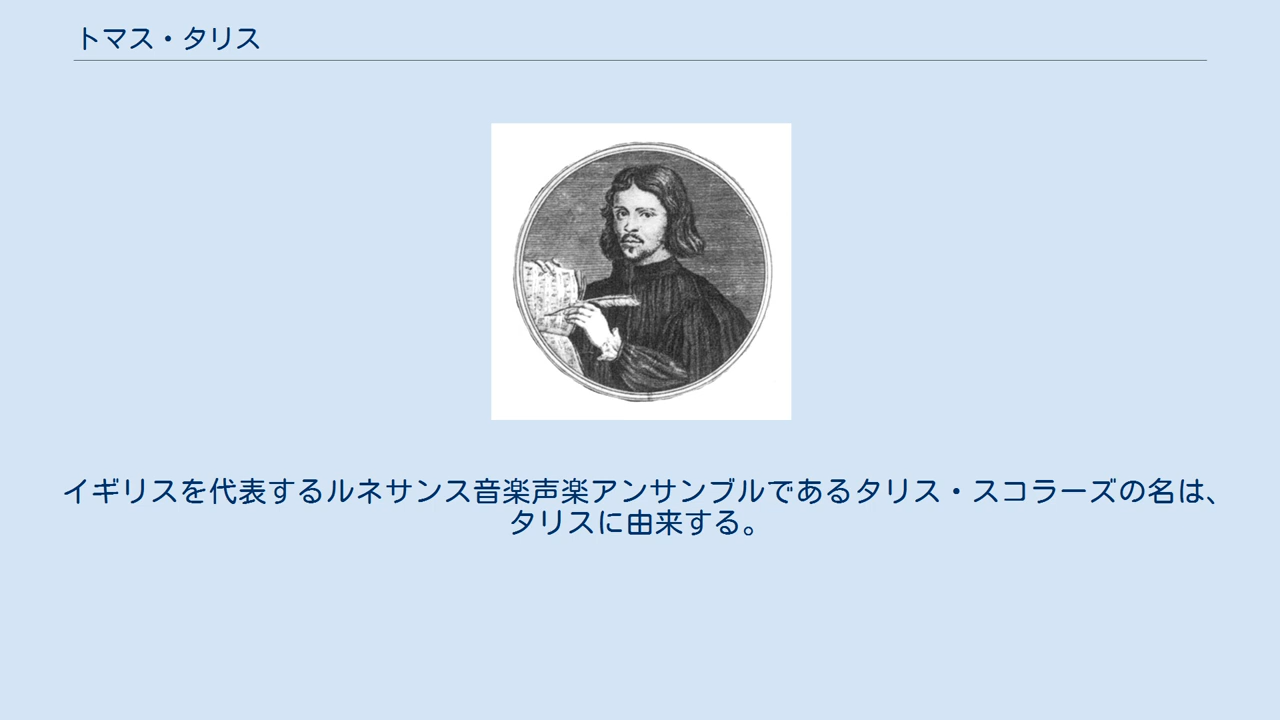 トマス・タリス
イギリスを代表するルネサンス音楽声楽アンサンブルであるタリス・スコラーズの名は、
タリスに由来する。